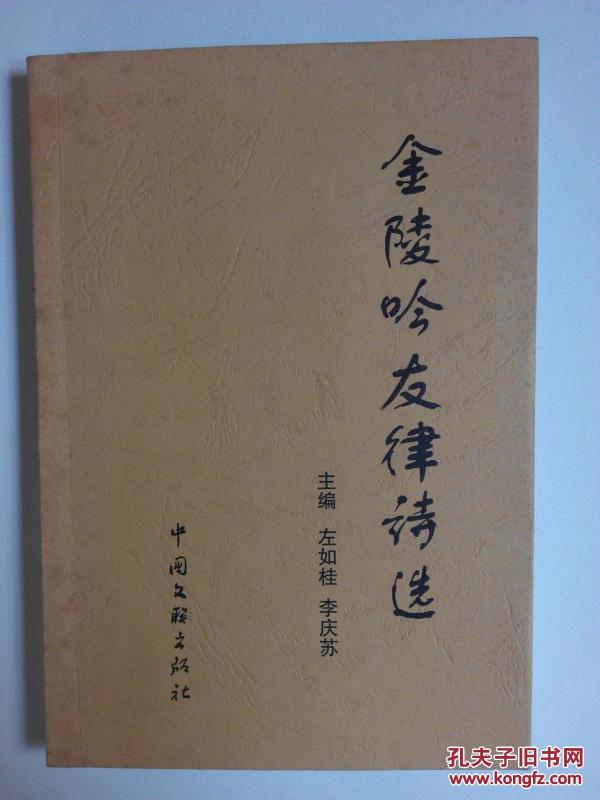 金陵吟友律诗选
主编 左如桂 李庆苏
中国文联出版社
孔夫子旧书网
www.kongfz.com